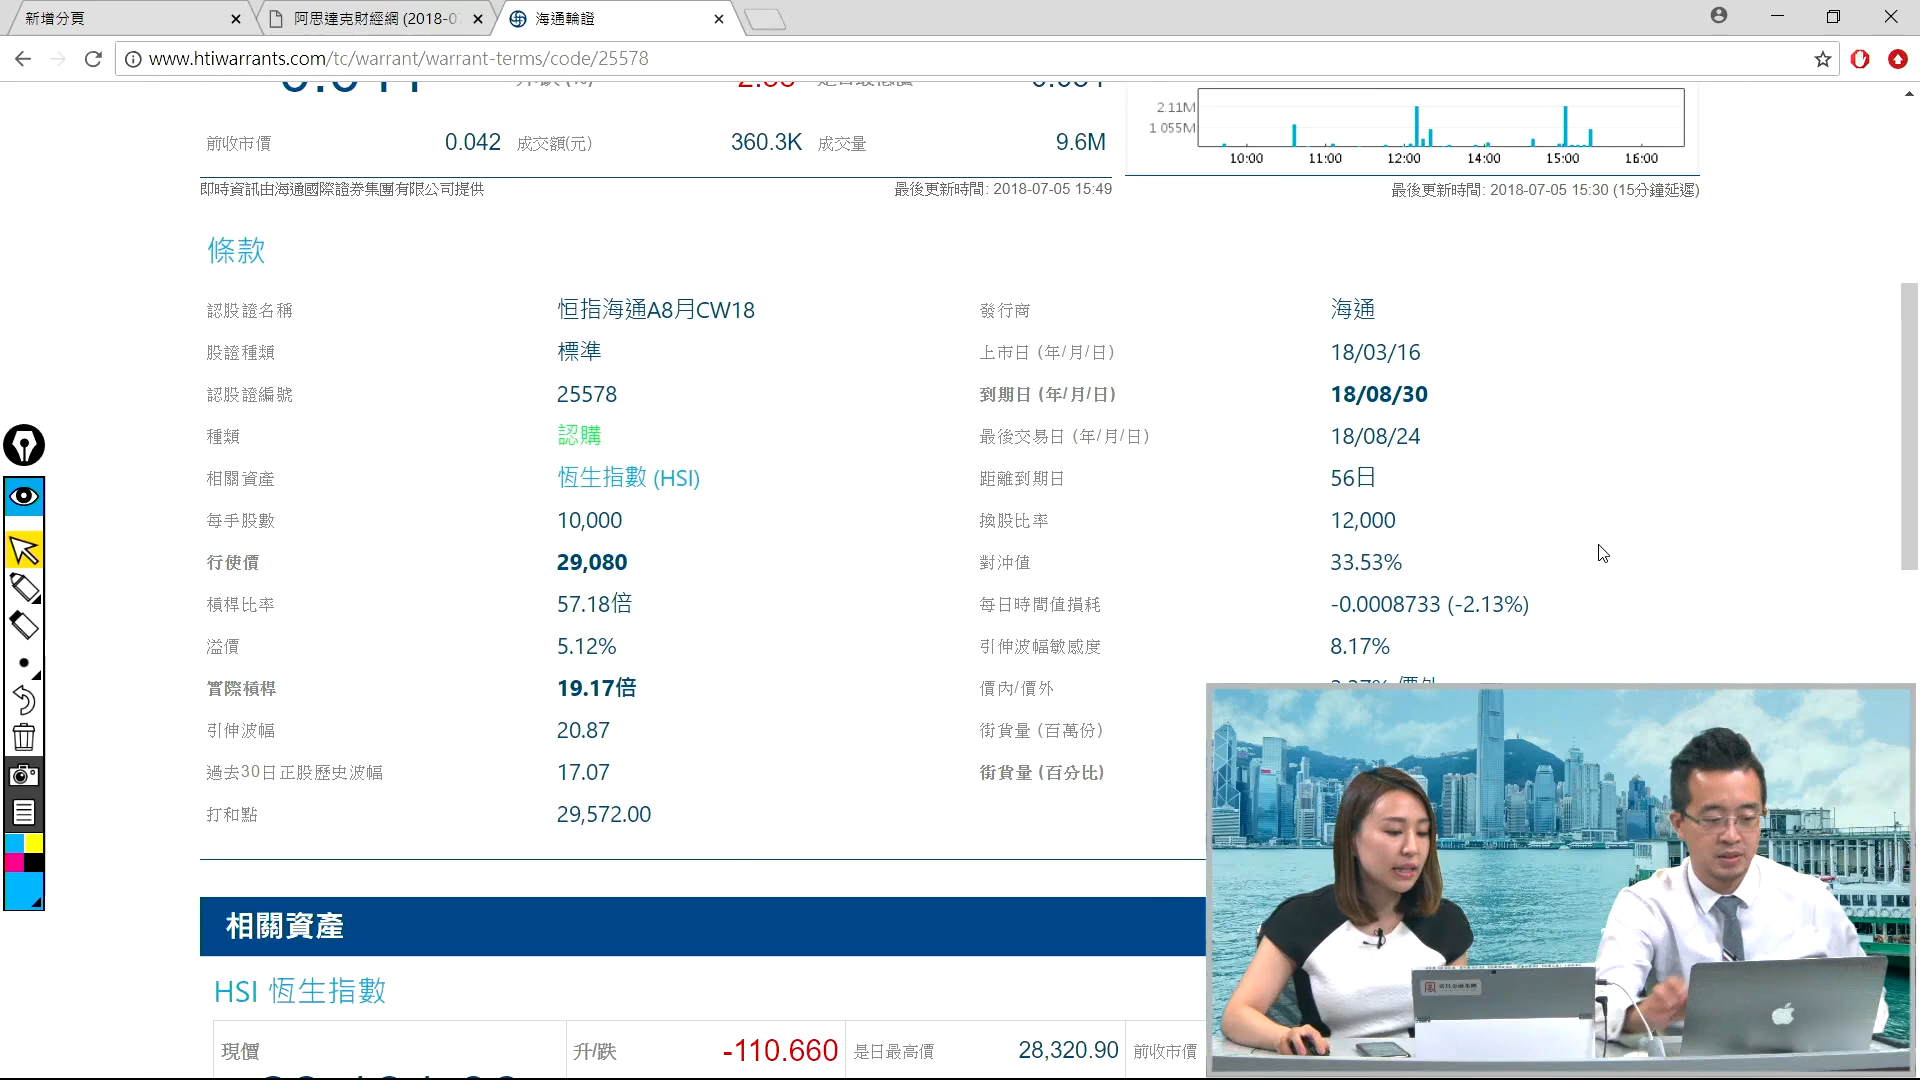 新增分頁
阿思達克財經網 (2018-0
海通輪證
www.htiwarrants.com/tc/warrant/warrant-terms/code/25578
前收市價 0.042 成交額(元) 360.3K 成交量 9.6M
2.11M
1.055M
10:00 11:00 12:00 14:00 15:00 16:00
即時資訊由海通國際證券集團有限公司提供 最後更新時間: 2018-07-05 15:49
最後更新時間: 2018-07-05 15:30 (15分鐘延遲)
條款
認股證名稱 恒指海通A8月CW18 發行商 海通
股證種類 標準 上市日 (年/月/日) 18/03/16
認股證編號 25578 到期日 (年/月/日) 18/08/30
種類 認購 最後交易日 (年/月/日) 18/08/24
相關資產 恆生指數 (HSI) 距離到期日 56日
每手股數 10,000 換股比率 12,000
行使價 29,080 對沖值 33.53%
槓桿比率 57.18倍 每日時間值損耗 -0.0008733 (-2.13%)
溢價 5.12% 引伸波幅敏感度 8.17%
實際槓桿 19.17倍 價內/價外
引伸波幅 20.87 街貨量 (百萬份)
過去30日正股歷史波幅 17.07 街貨量 (百分比)
打和點 29,572.00
相關資產
HSI 恆生指數
現價 升/跌 -110.660 是日最高價 28,320.90 前收市價